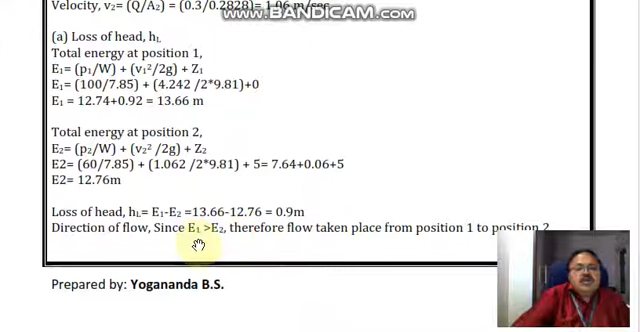 Velocity, v₂= (Q/A₂) = (0.3/0.2828)= 1.06 m/sec
WWW.BANDICAM.COM
(a) Loss of head, hL
Total energy at position 1,
E₁= (p₁/W) + (v₁²/2g) + Z₁
E₁= (100/7.85) + (4.242 /2*9.81) +0
E₁ = 12.74+0.92 = 13.66 m
Total energy at position 2,
E₂= (p₂/W) + (v₂² /2g) + Z₂
E2= (60/7.85) + (1.062 /2*9.81) + 5= 7.64+0.06+5
E2= 12.76m
Loss of head, hL= E₁-E₂ =13.66-12.76 = 0.9m
Direction of flow, Since E₁ >E₂, therefore flow taken place from position 1 to position 2
Prepared by: Yogananda B.S.